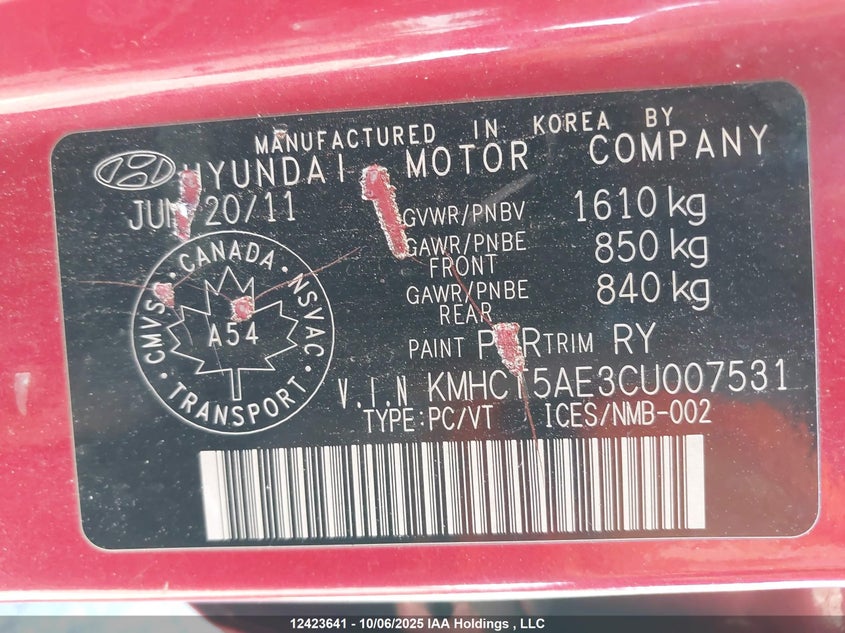 MANUFACTURED IN KOREA BY
HYUNDAI MOTOR COMPANY
20/11
GVWR/PNBV 1610 kg
GAWR/PNBE FRONT 850 kg
GAWR/PNBE REAR 840 kg
PAINT TRIM RY
V.I.N KMHCT5AE3CU007531
TYPE:PC/VT ICES/NMB-002
CANADA · NSVAC
CMVSS
TRANSPORT
A54
12423641 - 10/06/2025 IAA Holdings , LLC